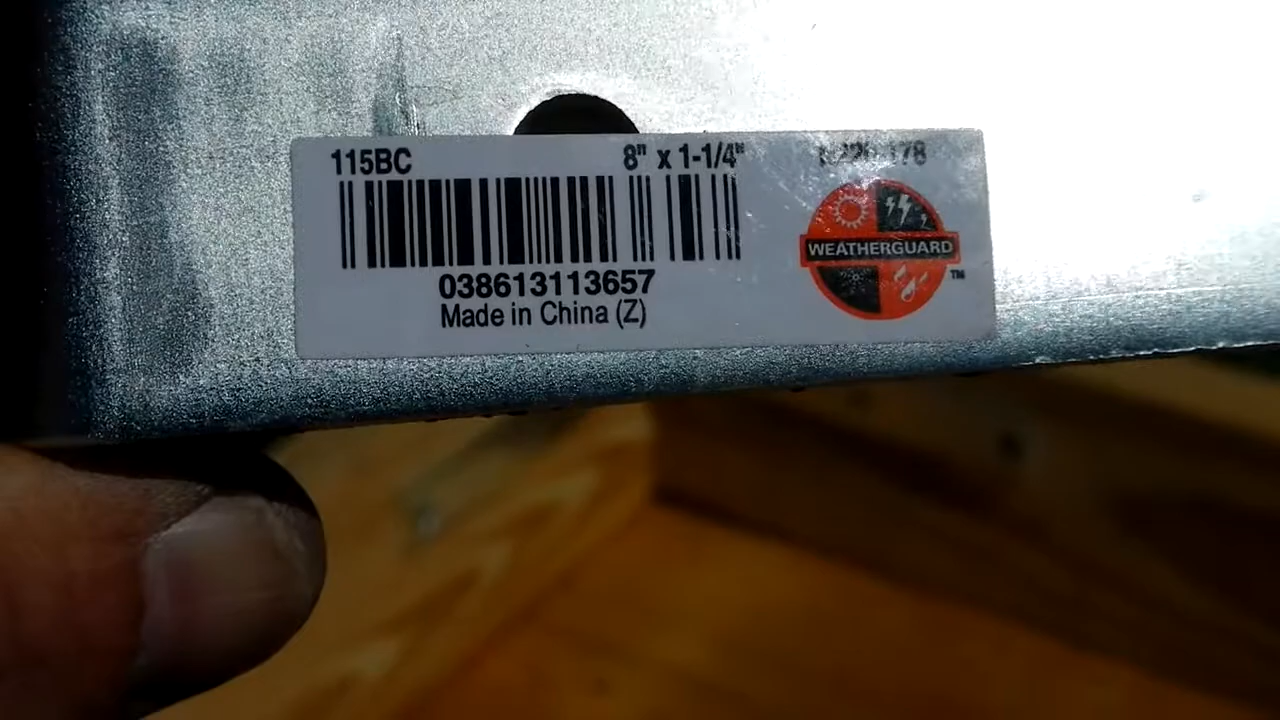 115BC 8" x 1-1/4"
038613113657
Made in China (Z)
WEATHERGUARD
TM